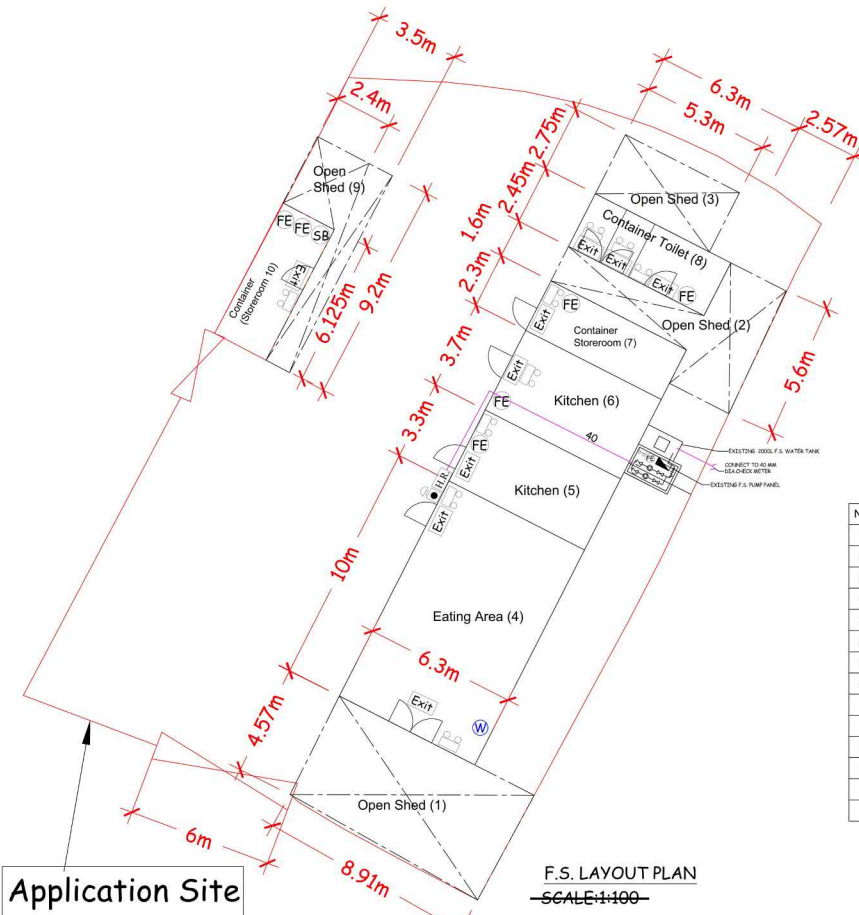 3.5m
2.4m
6.3m
5.3m
2.57m
2.75m
2.45m
1.6m
2.3m
3.7m
3.3m
10m
4.57m
6.3m
6m
8.91m
5.6m
6.125m
9.2m
Open
Shed (9)
FE FE SB
Exit
Container
(Storeroom 10)
Open Shed (3)
Container Toilet (8)
Exit
Exit
Exit
FE
Open Shed (2)
FE
Exit
Container
Storeroom (7)
Exit
Kitchen (6)
FE
40
FE
Exit
Kitchen (5)
H.R.
Exit
FE
EXISTING 2000L F.S. WATER TANK
CONNECT TO 40 MM
DIA.CHECK METER
EXISTING F.S. PUMP PANEL
Eating Area (4)
Exit
W
Open Shed (1)
N
Application Site
F.S. LAYOUT PLAN
SCALE:1:100